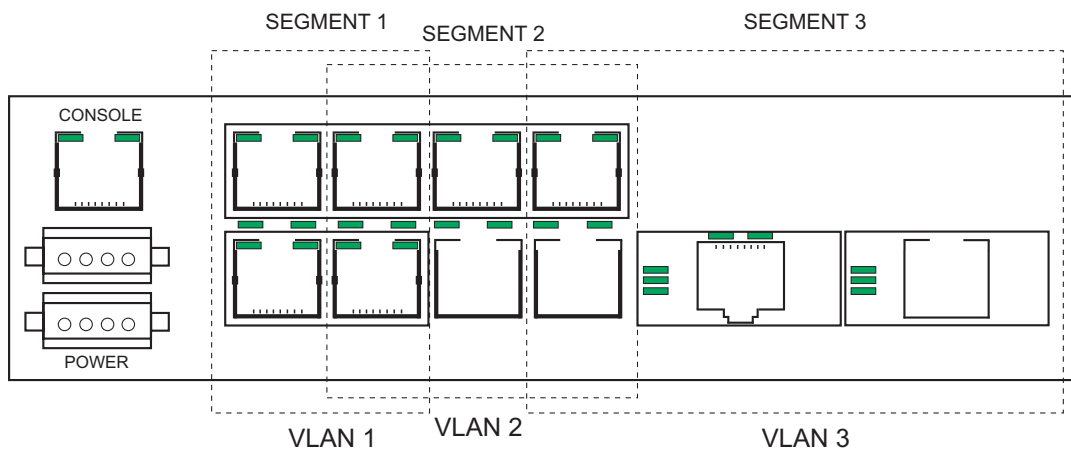 SEGMENT 1
SEGMENT 2
SEGMENT 3
CONSOLE
POWER
VLAN 1
VLAN 2
VLAN 3